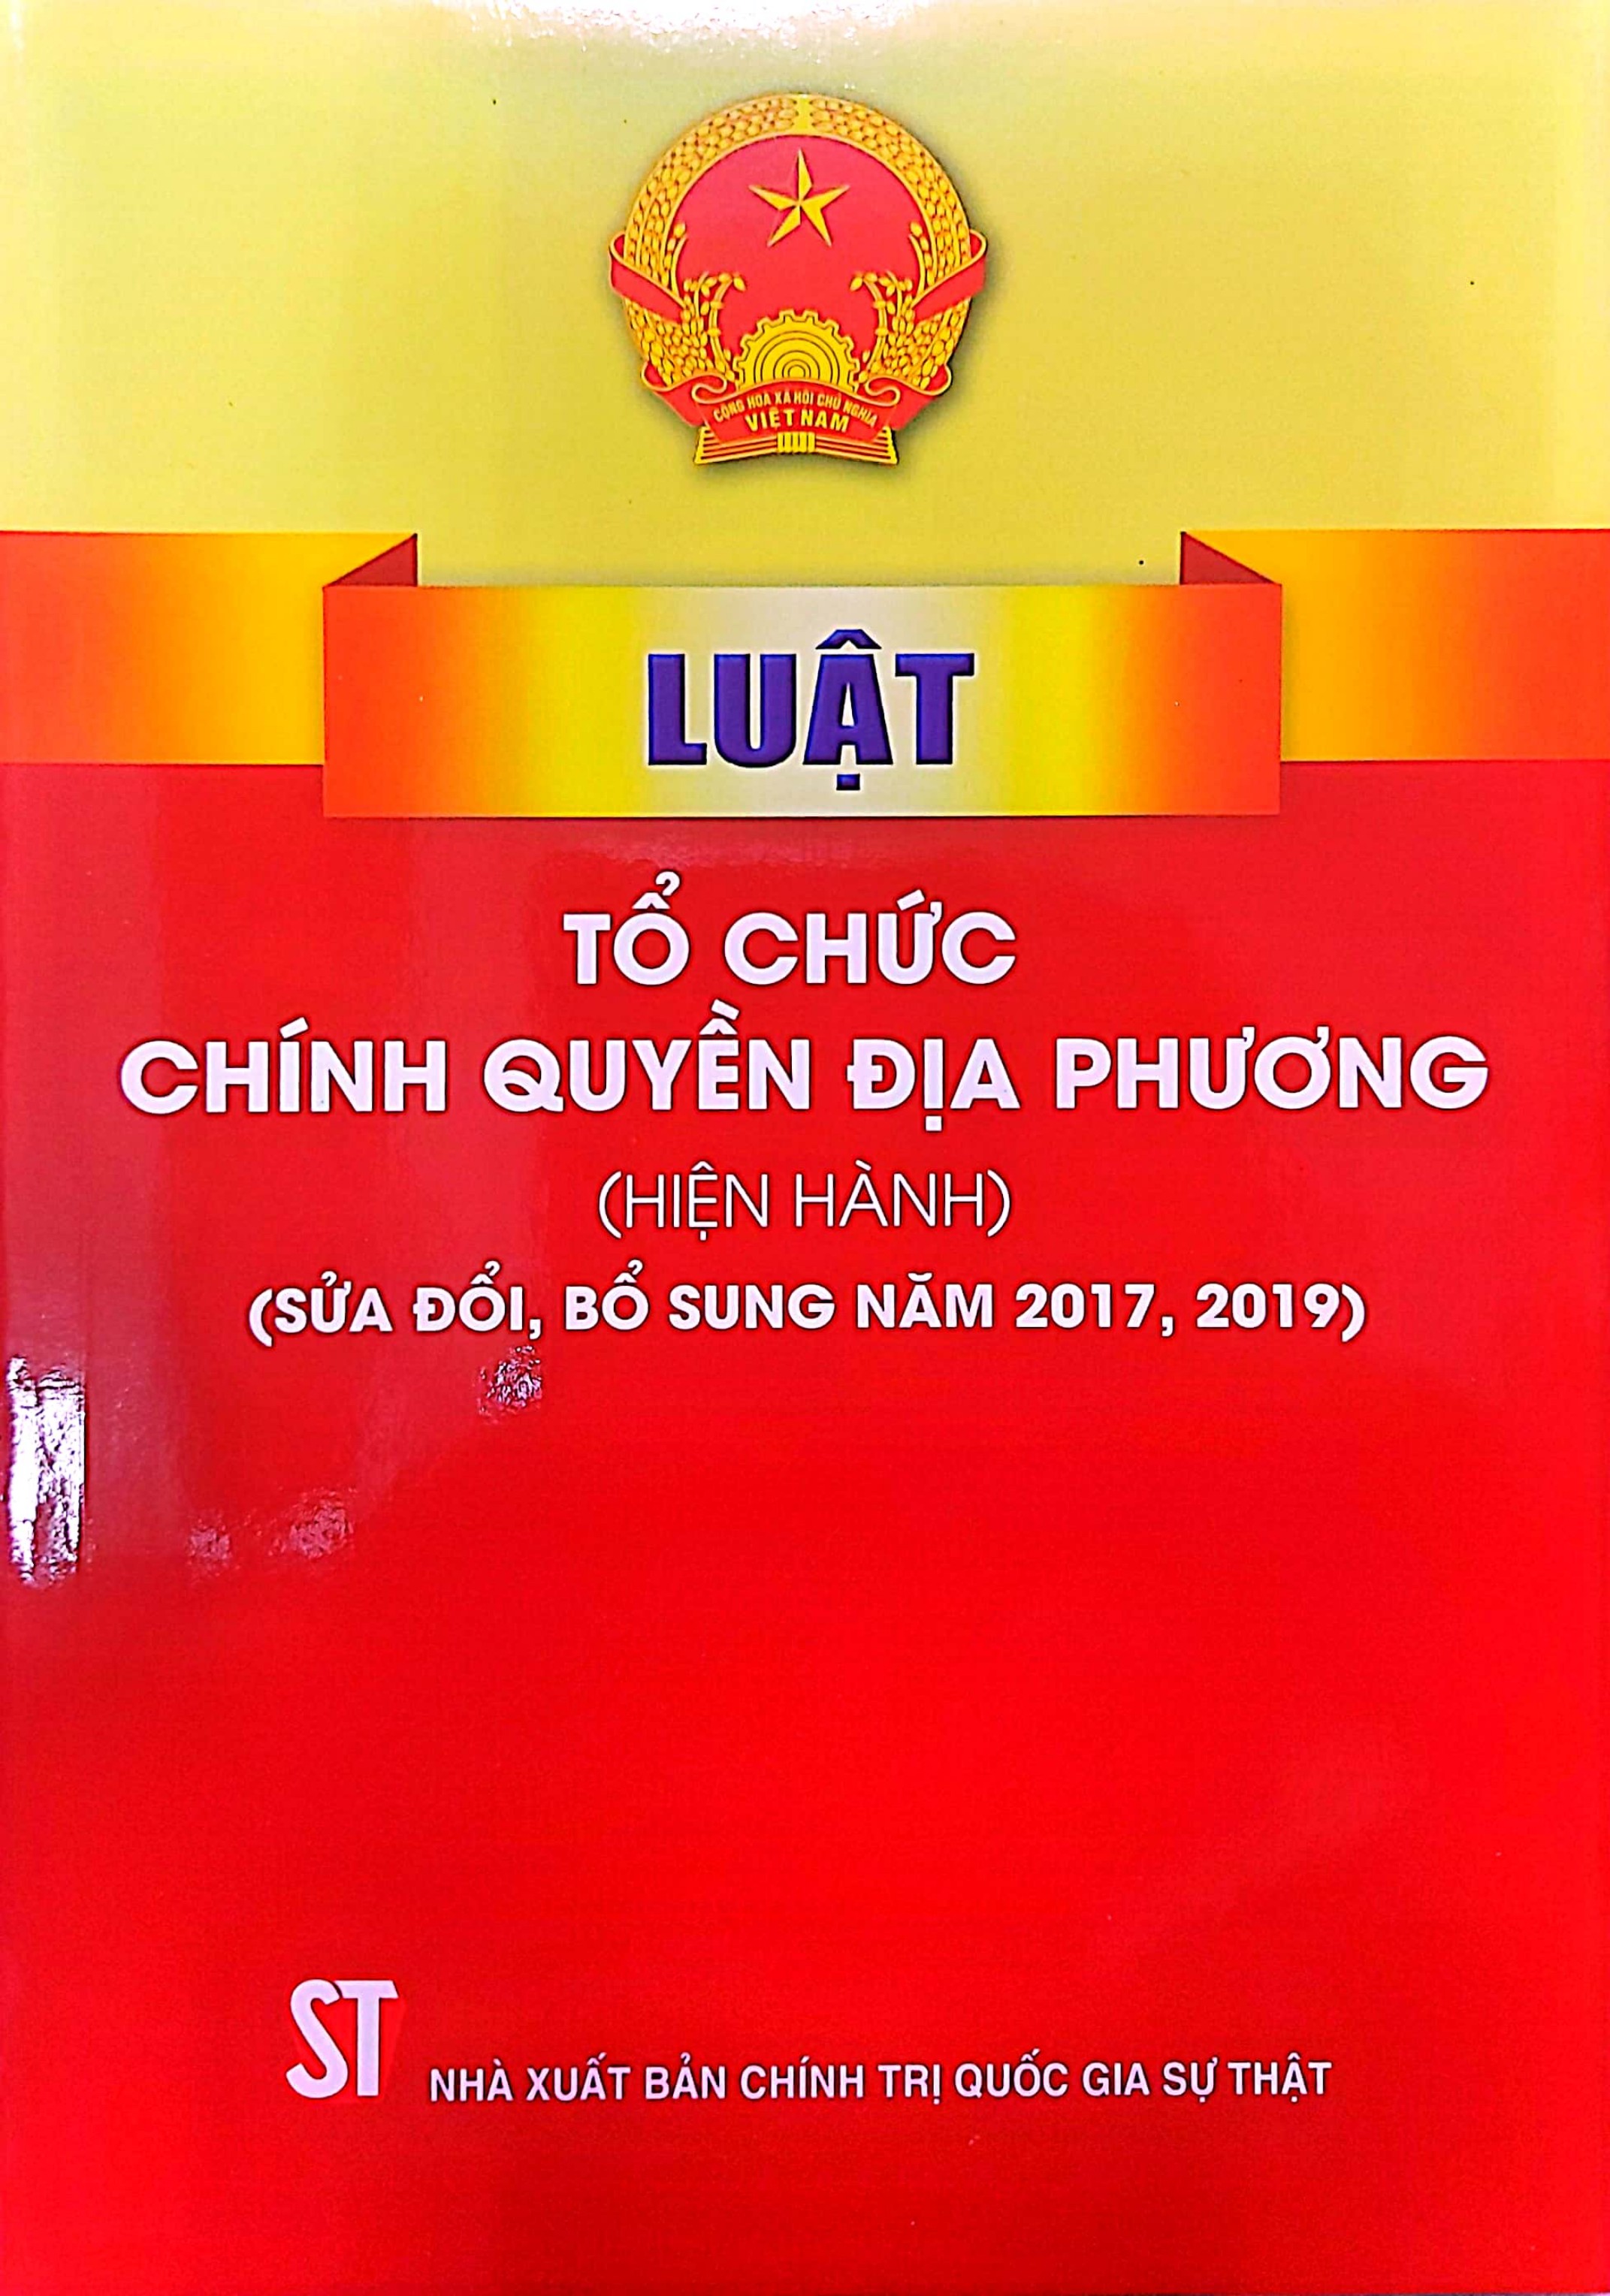 CỘNG HOÀ XÃ HỘI CHỦ NGHĨA
VIỆT NAM
LUẬT
TỔ CHỨC
CHÍNH QUYỀN ĐỊA PHƯƠNG
(HIỆN HÀNH)
(SỬA ĐỔI, BỔ SUNG NĂM 2017, 2019)
ST
NHÀ XUẤT BẢN CHÍNH TRỊ QUỐC GIA SỰ THẬT